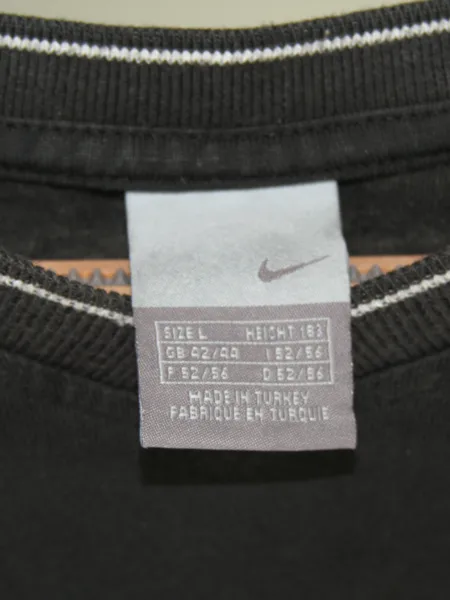 SIZE L HEIGHT 183
GB 42/44 I 52/56
F 52/56 D 52/56
MADE IN TURKEY
FABRIQUE EN TURQUIE